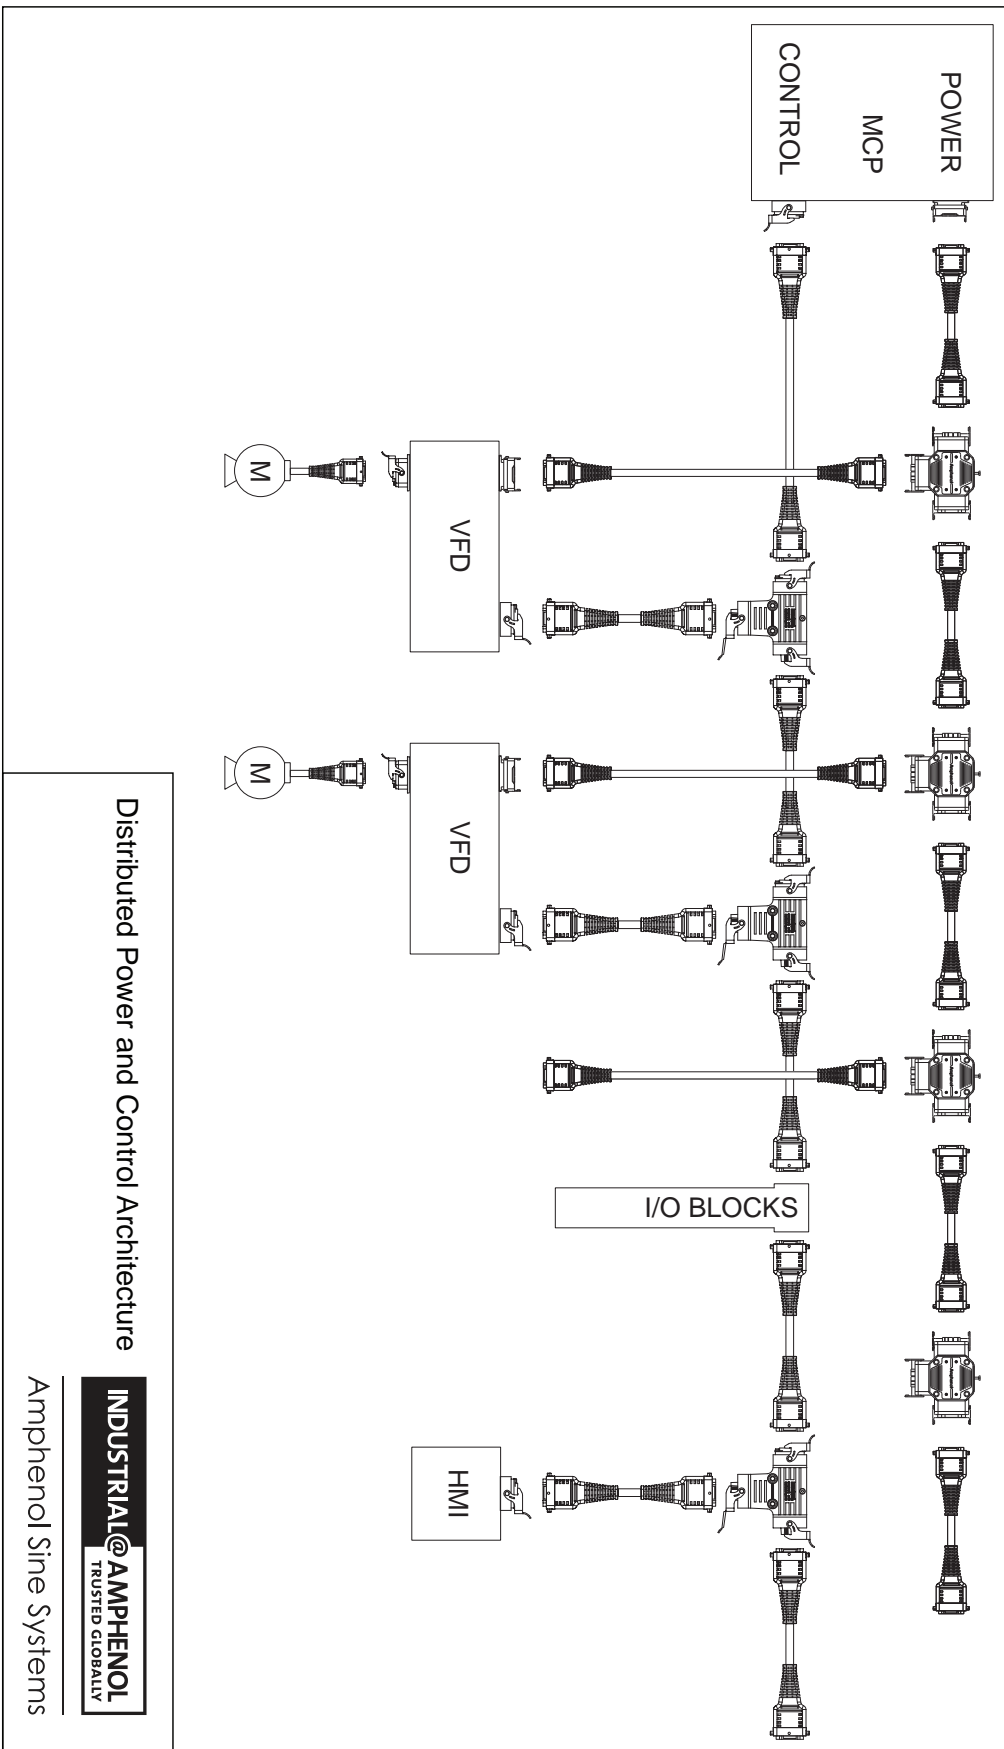 POWER
MCP
CONTROL
I/O BLOCKS
VFD
VFD
HMI
M
M
Distributed Power and Control Architecture
INDUSTRIAL@AMPHENOL
TRUSTED GLOBALLY
Amphenol Sine Systems